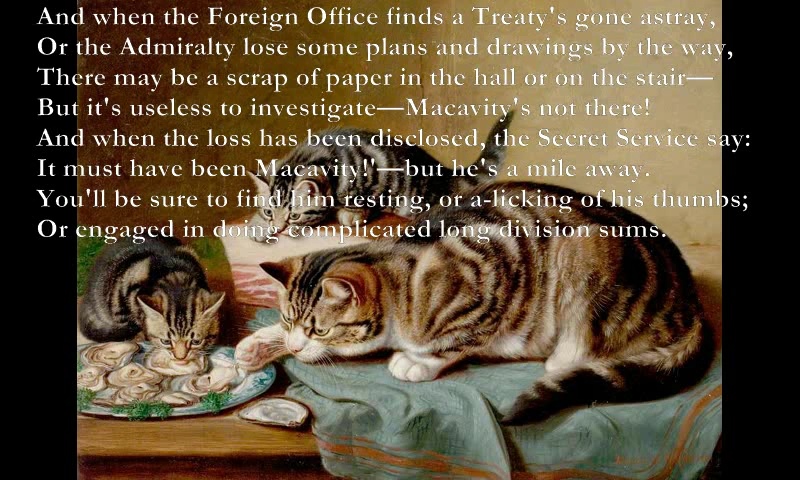 And when the Foreign Office finds a Treaty's gone astray,
Or the Admiralty lose some plans and drawings by the way,
There may be a scrap of paper in the hall or on the stair—
But it's useless to investigate—Macavity's not there!
And when the loss has been disclosed, the Secret Service say:
It must have been Macavity!'—but he's a mile away.
You'll be sure to find him resting, or a-licking of his thumbs;
Or engaged in doing complicated long division sums.